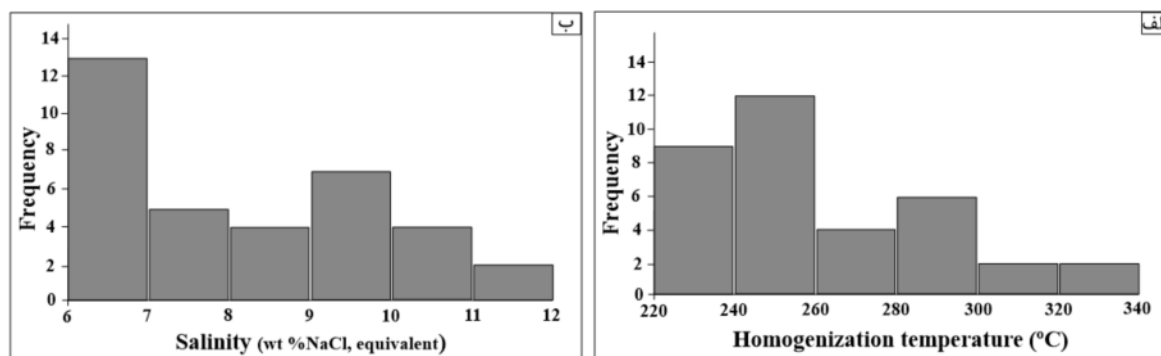 ب
14
12
10
8
6
4
2
0
Frequency
6 7 8 9 10 11 12
Salinity (wt %NaCl, equivalent)
لف
14
12
10
8
6
4
2
0
Frequency
220 240 260 280 300 320 340
Homogenization temperature (ºC)